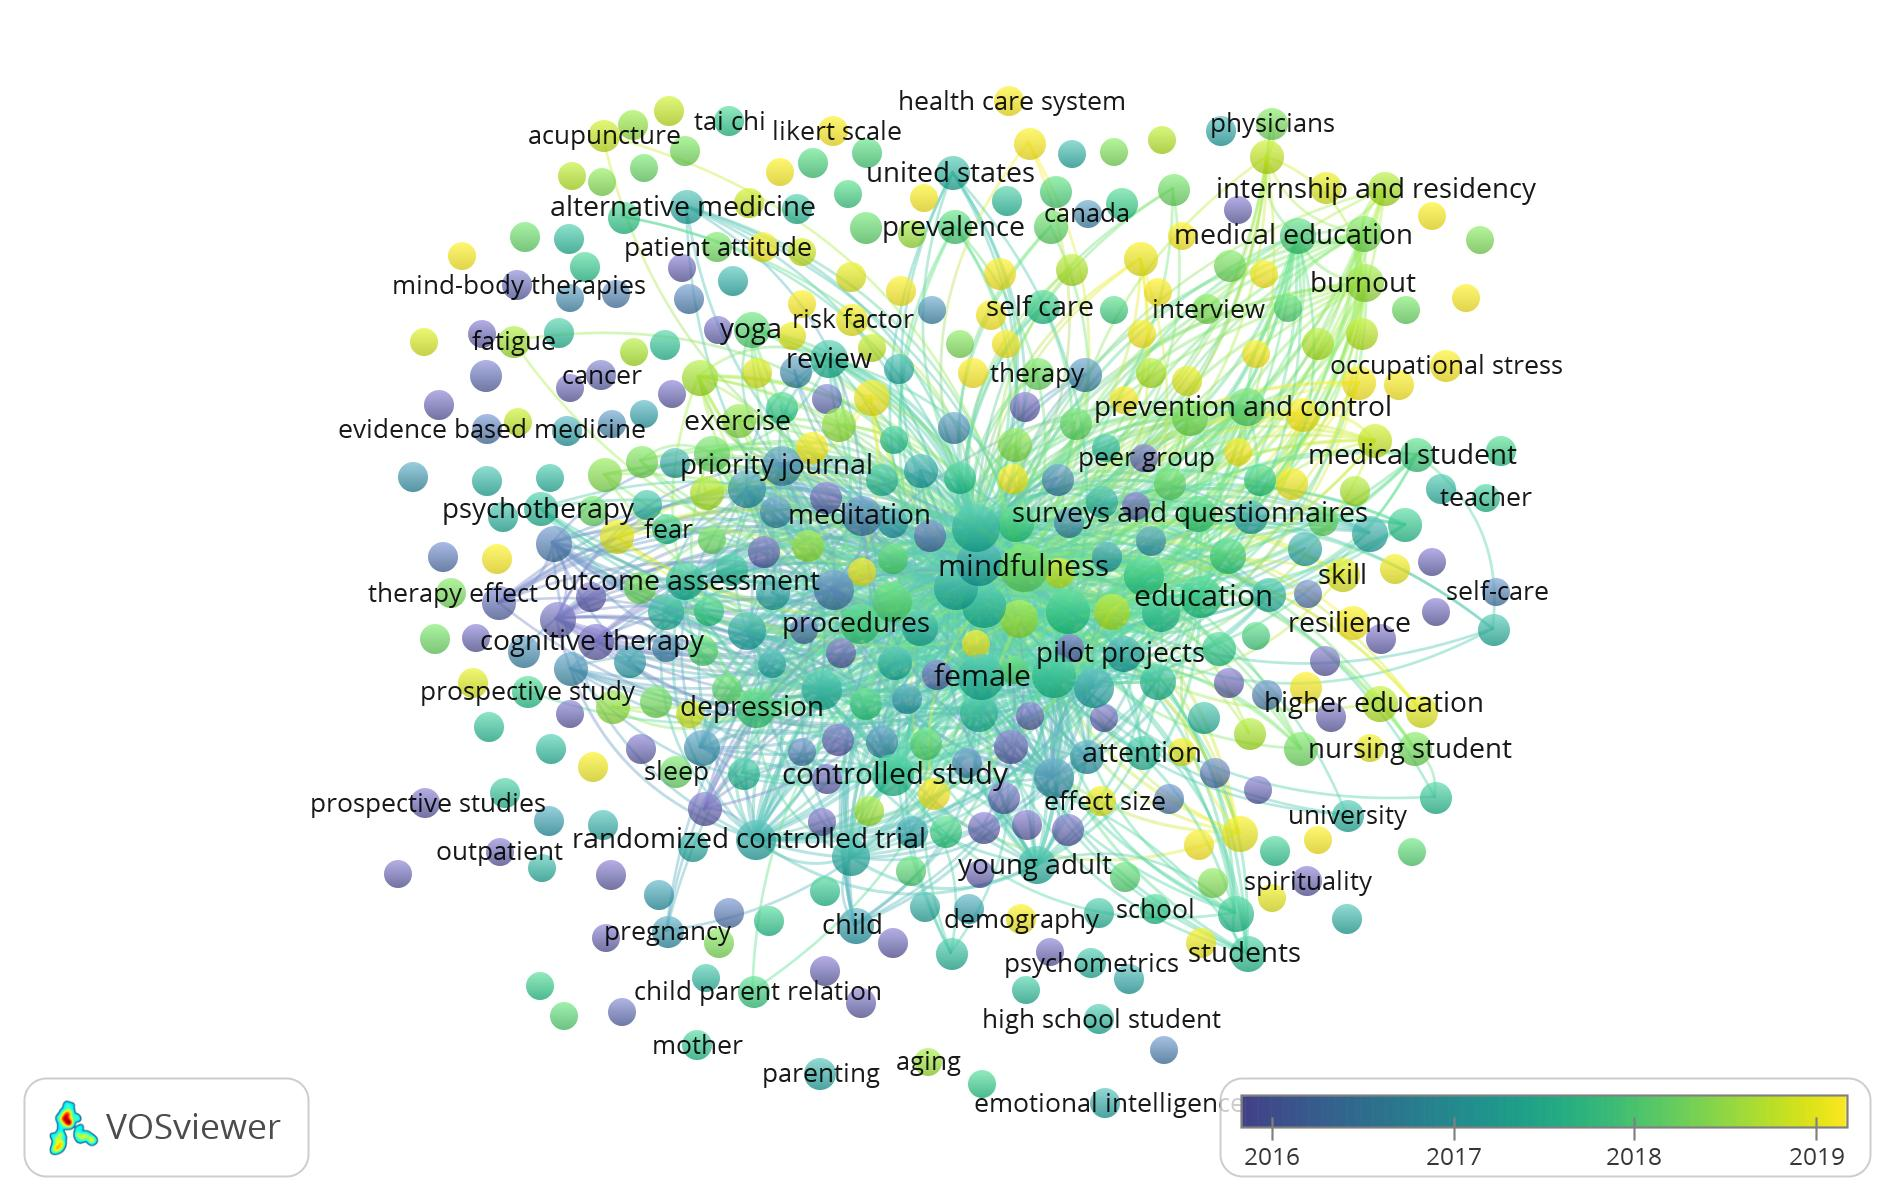 health care system
tai chi
likert scale
acupuncture
physicians
united states
internship and residency
alternative medicine
canada
prevalence
medical education
patient attitude
mind-body therapies
burnout
self care
interview
yoga
risk factor
fatigue
review
occupational stress
cancer
therapy
prevention and control
exercise
evidence based medicine
priority journal
peer group
medical student
teacher
psychotherapy
meditation
surveys and questionnaires
fear
mindfulness
skill
outcome assessment
therapy effect
education
self-care
procedures
resilience
cognitive therapy
pilot projects
female
prospective study
depression
higher education
nursing student
attention
sleep
controlled study
prospective studies
effect size
university
randomized controlled trial
outpatient
young adult
spirituality
school
demography
pregnancy
child
students
psychometrics
child parent relation
high school student
mother
aging
parenting
emotional intelligence
VOSviewer
2016
2017
2018
2019